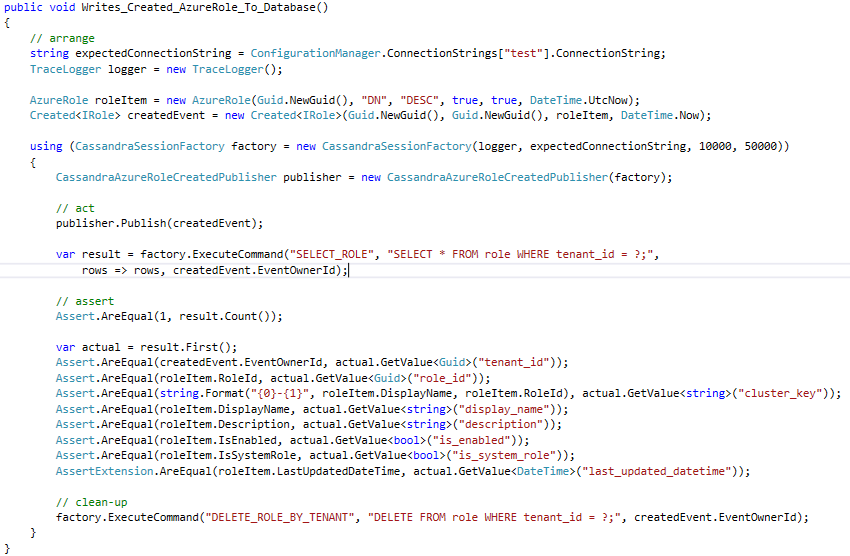 public void Writes_Created_AzureRole_To_Database()
{
    // arrange
    string expectedConnectionString = ConfigurationManager.ConnectionStrings["test"].ConnectionString;
    TraceLogger logger = new TraceLogger();

    AzureRole roleItem = new AzureRole(Guid.NewGuid(), "DN", "DESC", true, true, DateTime.UtcNow);
    Created<IRole> createdEvent = new Created<IRole>(Guid.NewGuid(), Guid.NewGuid(), roleItem, DateTime.Now);

    using (CassandraSessionFactory factory = new CassandraSessionFactory(logger, expectedConnectionString, 10000, 50000))
    {
        CassandraAzureRoleCreatedPublisher publisher = new CassandraAzureRoleCreatedPublisher(factory);

        // act
        publisher.Publish(createdEvent);

        var result = factory.ExecuteCommand("SELECT_ROLE", "SELECT * FROM role WHERE tenant_id = ?;",
            rows => rows, createdEvent.EventOwnerId);

        // assert
        Assert.AreEqual(1, result.Count());

        var actual = result.First();
        Assert.AreEqual(createdEvent.EventOwnerId, actual.GetValue<Guid>("tenant_id"));
        Assert.AreEqual(roleItem.RoleId, actual.GetValue<Guid>("role_id"));
        Assert.AreEqual(string.Format("{0}-{1}", roleItem.DisplayName, roleItem.RoleId), actual.GetValue<string>("cluster_key"));
        Assert.AreEqual(roleItem.DisplayName, actual.GetValue<string>("display_name"));
        Assert.AreEqual(roleItem.Description, actual.GetValue<string>("description"));
        Assert.AreEqual(roleItem.IsEnabled, actual.GetValue<bool>("is_enabled"));
        Assert.AreEqual(roleItem.IsSystemRole, actual.GetValue<bool>("is_system_role"));
        AssertExtension.AreEqual(roleItem.LastUpdatedDateTime, actual.GetValue<DateTime>("last_updated_datetime"));

        // clean-up
        factory.ExecuteCommand("DELETE_ROLE_BY_TENANT", "DELETE FROM role WHERE tenant_id = ?;", createdEvent.EventOwnerId);
    }
}